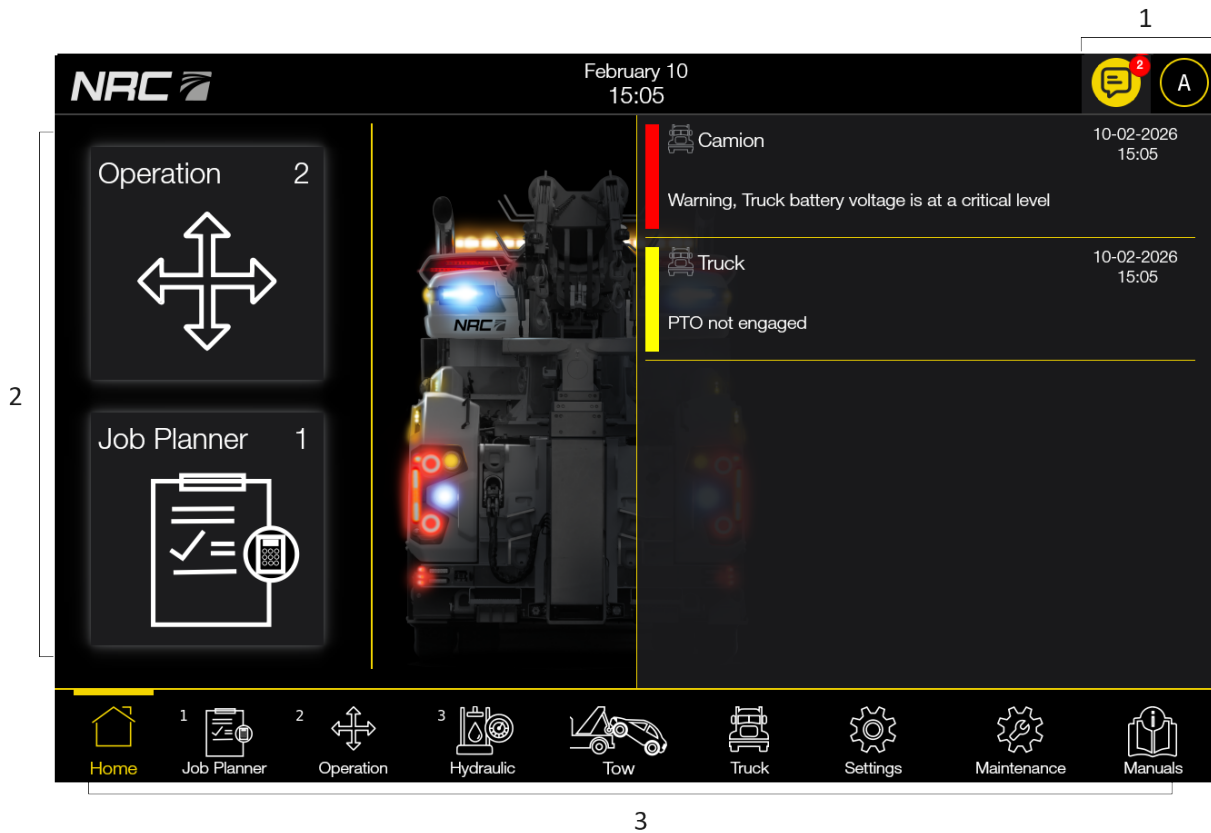 1
NRC
February 10
15:05
2
A
Operation 2
Camion
10-02-2026
15:05
Warning, Truck battery voltage is at a critical level
Truck
10-02-2026
15:05
PTO not engaged
NRC
2
Job Planner 1
Home
1 Job Planner
2 Operation
3 Hydraulic
Tow
Truck
Settings
Maintenance
Manuals
3